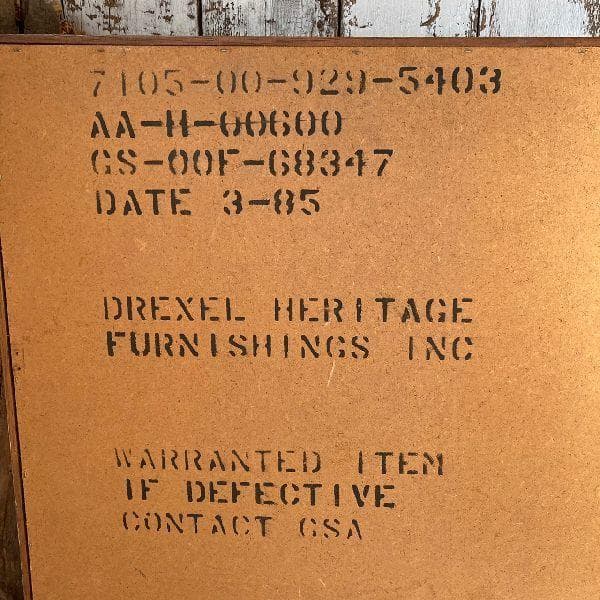 7105-00-929-5403
AA-H-00600
GS-00F-68347
DATE 3-85
DREXEL HERITAGE
FURNISHINGS INC
WARRANTED ITEM
IF DEFECTIVE
CONTACT GSA